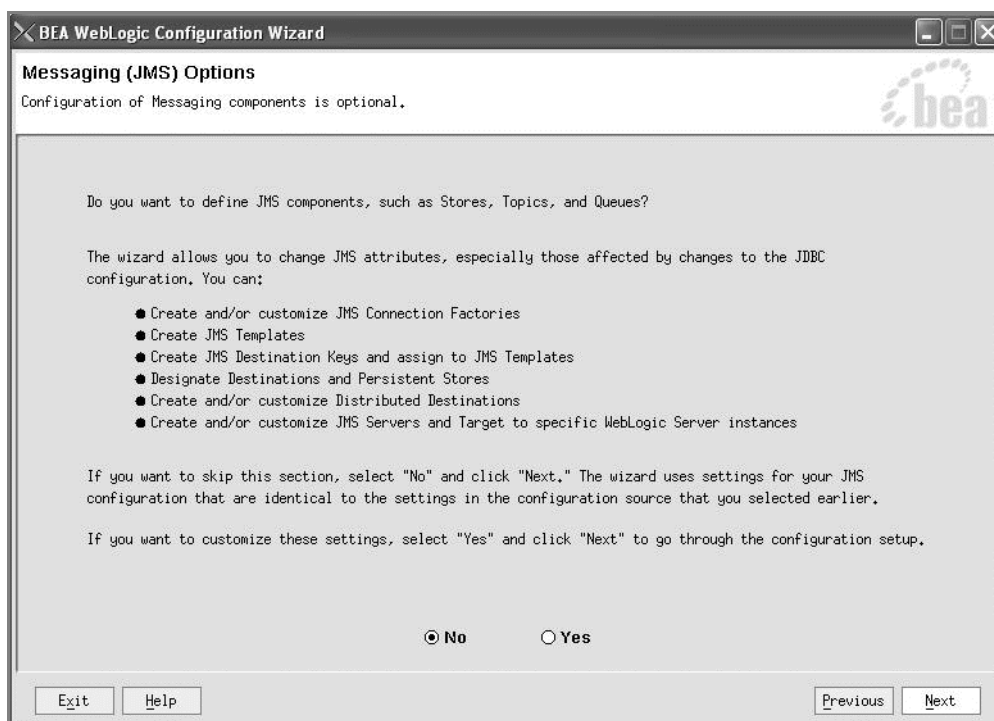 BEA WebLogic Configuration Wizard
Messaging (JMS) Options
Configuration of Messaging components is optional.
bea
Do you want to define JMS components, such as Stores, Topics, and Queues?
The wizard allows you to change JMS attributes, especially those affected by changes to the JDBC
configuration. You can:
● Create and/or customize JMS Connection Factories
● Create JMS Templates
● Create JMS Destination Keys and assign to JMS Templates
● Designate Destinations and Persistent Stores
● Create and/or customize Distributed Destinations
● Create and/or customize JMS Servers and Target to specific WebLogic Server instances
If you want to skip this section, select "No" and click "Next." The wizard uses settings for your JMS
configuration that are identical to the settings in the configuration source that you selected earlier.
If you want to customize these settings, select "Yes" and click "Next" to go through the configuration setup.
No Yes
Exit Help Previous Next